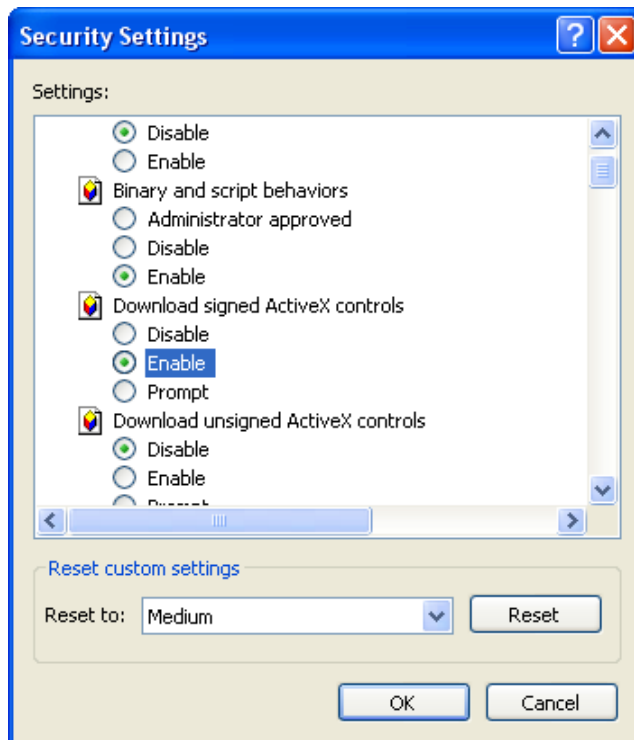 Security Settings
Settings:
Disable
Enable
Binary and script behaviors
Administrator approved
Disable
Enable
Download signed ActiveX controls
Disable
Enable
Prompt
Download unsigned ActiveX controls
Disable
Enable
Prompt
Reset custom settings
Reset to: Medium Reset
OK Cancel